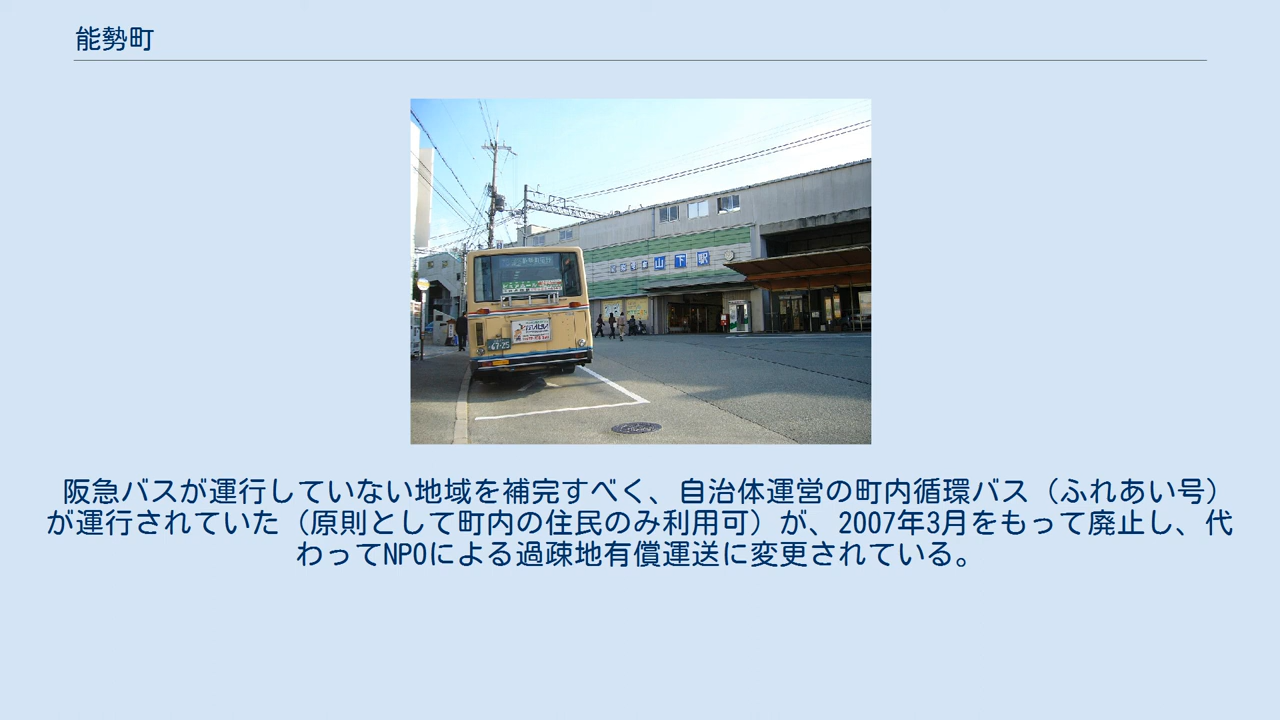 能勢町
山下駅
67-25
阪急バスが運行していない地域を補完すべく、自治体運営の町内循環バス（ふれあい号）
が運行されていた（原則として町内の住民のみ利用可）が、2007年3月をもって廃止し、代
わってNPOによる過疎地有償運送に変更されている。